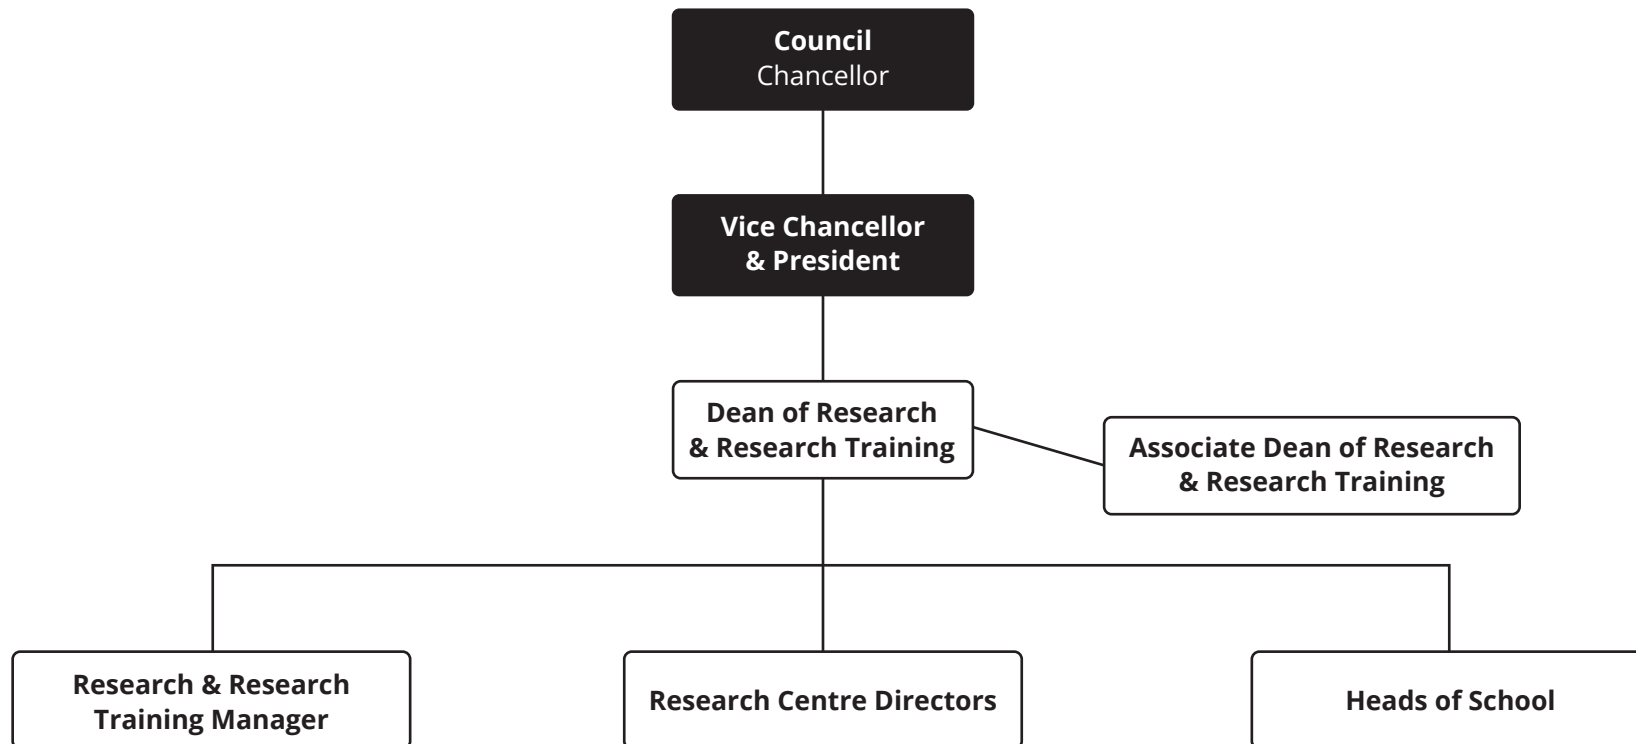 Council
Chancellor
Vice Chancellor
& President
Dean of Research
& Research Training
Associate Dean of Research
& Research Training
Research & Research
Training Manager
Research Centre Directors
Heads of School